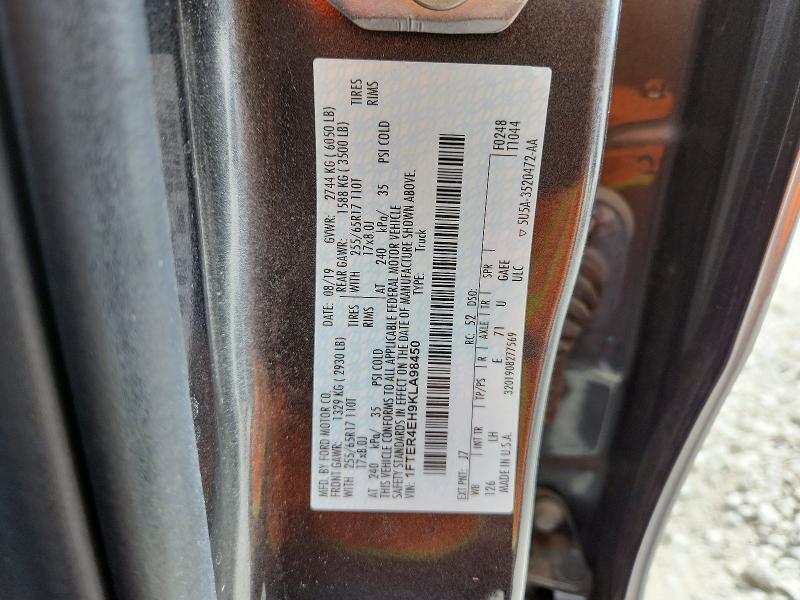 MFD. BY FORD MOTOR CO. DATE: 08/19 GVWR: 2744 KG ( 6050 LB)
FRONT GAWR: 1329 KG ( 2930 LB) REAR GAWR: 1588 KG ( 3500 LB)
WITH 255/65R17 110T TIRES WITH 255/65R17 110T TIRES
17x8.0J RIMS 17x8.0J RIMS
AT 240 kPa/ 35 PSI COLD AT 240 kPa/ 35 PSI COLD
THIS VEHICLE CONFORMS TO ALL APPLICABLE FEDERAL MOTOR VEHICLE
SAFETY STANDARDS IN EFFECT ON THE DATE OF MANUFACTURE SHOWN ABOVE.
VIN: 1FTER4EH9KLA98450 TYPE: Truck
EXT PNT: J7 RC: 52 DSO: F0248
WB INT TR TP/PS R AXLE TR SPR T1044
126 LH E 71 U GAEE
ULC
MADE IN U.S.A. 3201908277569 5U5A-3520472-AA